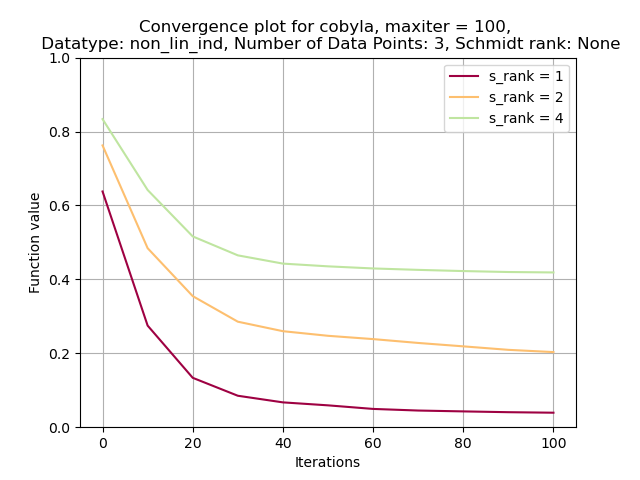 Convergence plot for cobyla, maxiter = 100,
Datatype: non_lin_ind, Number of Data Points: 3, Schmidt rank: None
s_rank = 1
s_rank = 2
s_rank = 4
1.0
0.8
0.6
0.4
0.2
0.0
Function value
0 20 40 60 80 100
Iterations